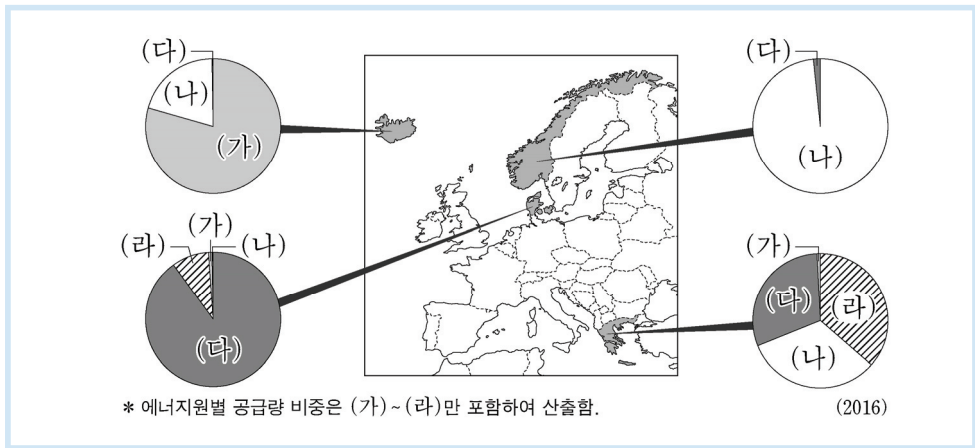 (다)
(나)
(가)
(다)
(나)
(가)
(라)
(나)
(다)
(가)
(다)
(라)
(나)
* 에너지원별 공급량 비중은 (가)~(라)만 포함하여 산출함.
(2016)